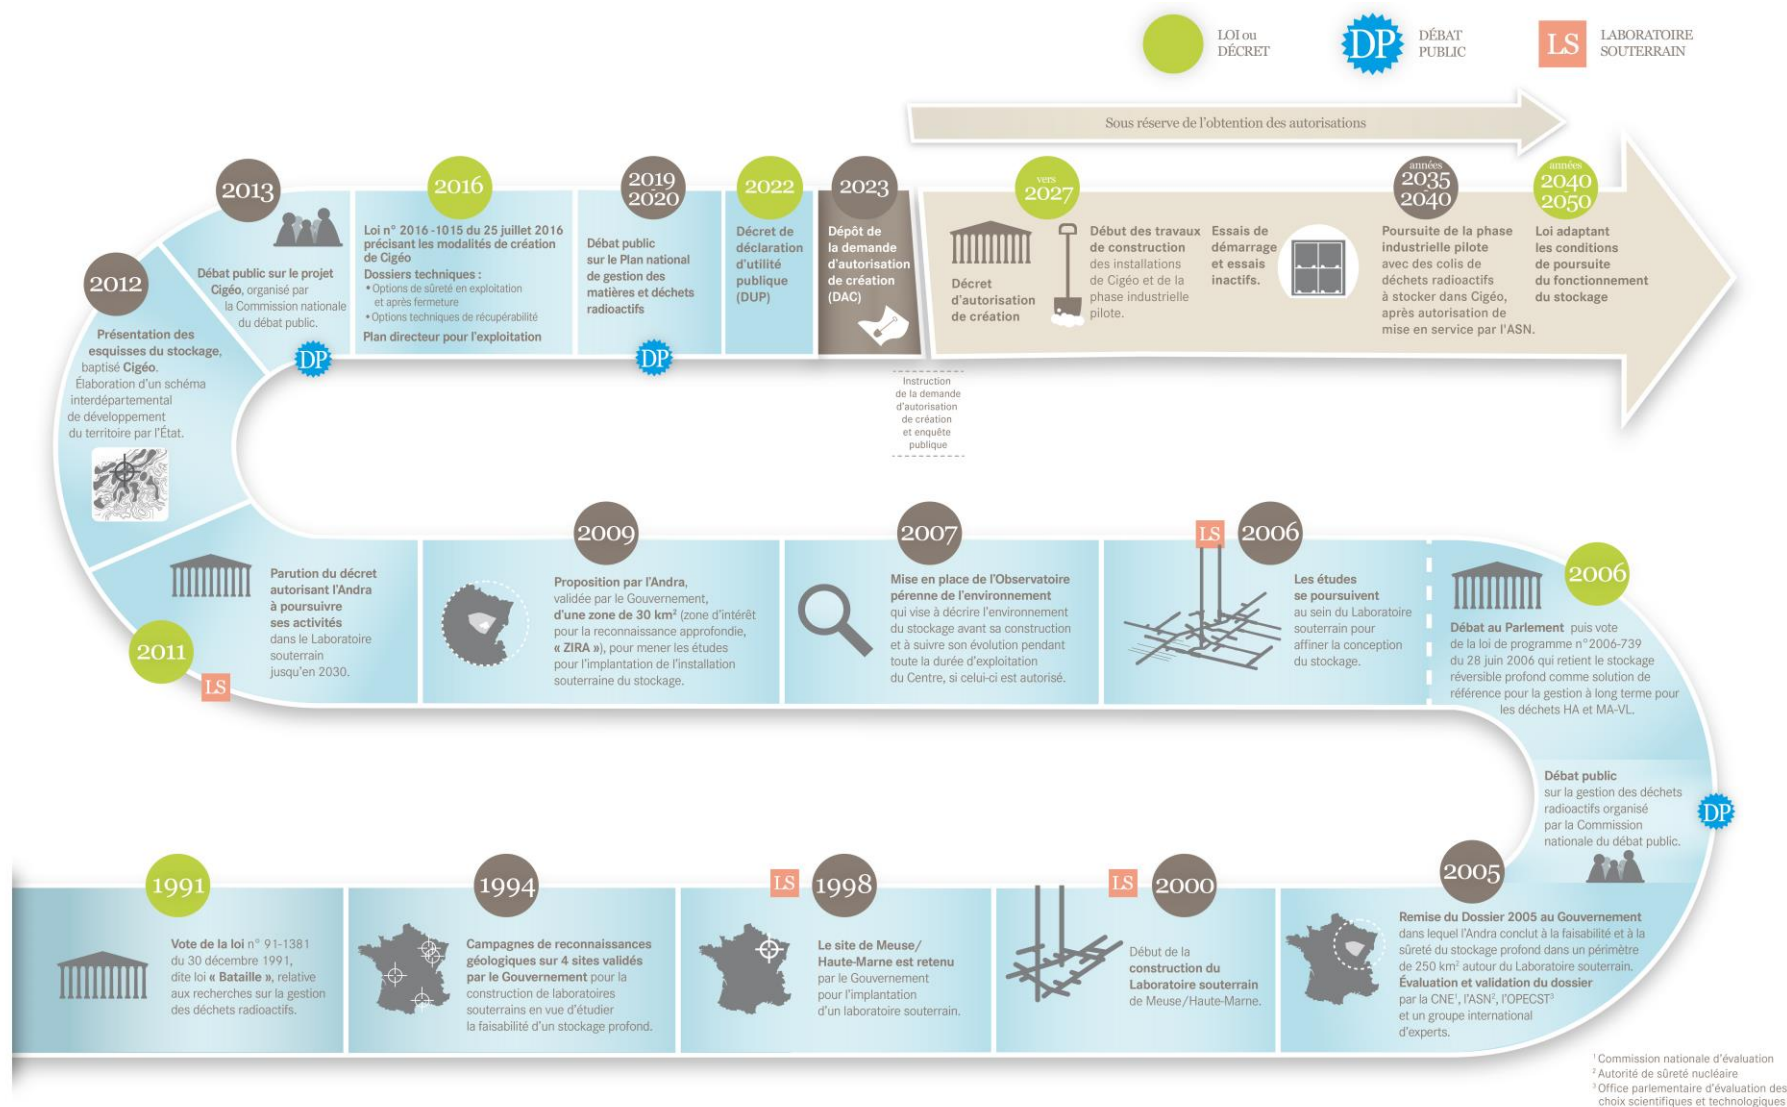 LOI ou
DÉCRET
DP
DÉBAT
PUBLIC
LS
LABORATOIRE
SOUTERRAIN
Sous réserve de l'obtention des autorisations
2013
Débat public sur le projet
Cigéo, organisé par
la Commission nationale
du débat public.
DP
2016
Loi n° 2016 -1015 du 25 juillet 2016
précisant les modalités de création
de Cigéo
Dossiers techniques :
• Options de sûreté en exploitation
et après fermeture
• Options techniques de récupérabilité
Plan directeur pour l'exploitation
2019
-
2020
Débat public
sur le Plan national
de gestion des
matières et déchets
radioactifs
DP
2022
Décret de
déclaration
d'utilité
publique
(DUP)
2023
Dépôt de
la demande
d'autorisation
de création
(DAC)
Instruction
de la demande
d'autorisation
de création
et enquête
publique
vers
2027
Décret
d'autorisation
de création
Début des travaux
de construction
des installations
de Cigéo et de la
phase industrielle
pilote.
Essais de
démarrage
et essais
inactifs.
années
2035
-
2040
Poursuite de la phase
industrielle pilote
avec des colis de
déchets radioactifs
à stocker dans Cigéo,
après autorisation de
mise en service par l'ASN.
années
2040
-
2050
Loi adaptant
les conditions
de poursuite
du fonctionnement
du stockage
2012
Présentation des
esquisses du stockage,
baptisé Cigéo.
Élaboration d'un schéma
interdépartemental
de développement
du territoire par l'État.
2011
LS
Parution du décret
autorisant l'Andra
à poursuivre
ses activités
dans le Laboratoire
souterrain
jusqu'en 2030.
2009
Proposition par l'Andra,
validée par le Gouvernement,
d'une zone de 30 km² (zone d'intérêt
pour la reconnaissance approfondie,
« ZIRA »), pour mener les études
pour l'implantation de l'installation
souterraine du stockage.
2007
Mise en place de l'Observatoire
pérenne de l'environnement
qui vise à décrire l'environnement
du stockage avant sa construction
et à suivre son évolution pendant
toute la durée d'exploitation
du Centre, si celui-ci est autorisé.
LS
2006
Les études
se poursuivent
au sein du Laboratoire
souterrain pour
affiner la conception
du stockage.
2006
Débat au Parlement puis vote
de la loi de programme n°2006-739
du 28 juin 2006 qui retient le stockage
réversible profond comme solution de
référence pour la gestion à long terme pour
les déchets HA et MA-VL.
Débat public
sur la gestion des déchets
radioactifs organisé
par la Commission
nationale du débat public.
DP
1991
Vote de la loi n° 91-1381
du 30 décembre 1991,
dite loi « Bataille », relative
aux recherches sur la gestion
des déchets radioactifs.
1994
Campagnes de reconnaissances
géologiques sur 4 sites validés
par le Gouvernement pour la
construction de laboratoires
souterrains en vue d'étudier
la faisabilité d'un stockage profond.
LS
1998
Le site de Meuse/
Haute-Marne est retenu
par le Gouvernement
pour l'implantation
d'un laboratoire souterrain.
LS
2000
Début de la
construction du
Laboratoire souterrain
de Meuse/Haute-Marne.
2005
Remise du Dossier 2005 au Gouvernement
dans lequel l'Andra conclut à la faisabilité et à la
sûreté du stockage profond dans un périmètre
de 250 km² autour du Laboratoire souterrain.
Évaluation et validation du dossier
par la CNE¹, l'ASN², l'OPECST³
et un groupe international
d'experts.
¹ Commission nationale d'évaluation
² Autorité de sûreté nucléaire
³ Office parlementaire d'évaluation des
choix scientifiques et technologiques